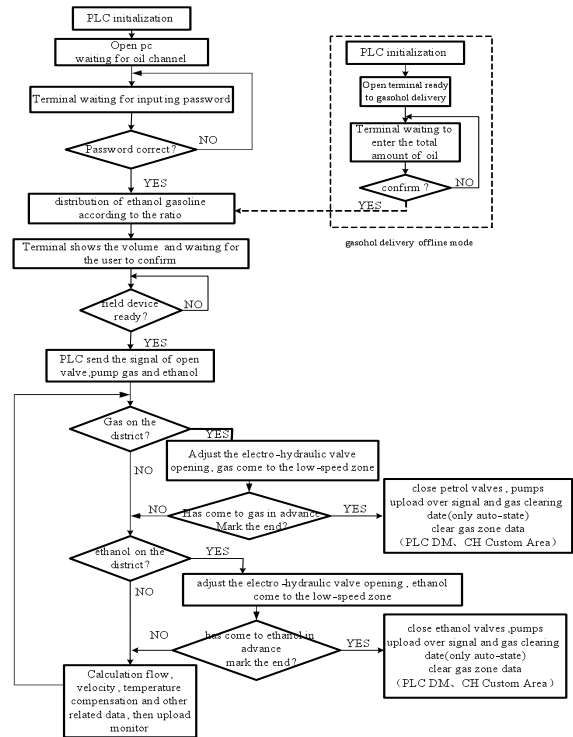 PLC initialization
Open pc
waiting for oil channel
Terminal waiting for inputing password
Password correct?
NO
YES
distribution of ethanol gasoline
according to the ratio
Terminal shows the volume and waiting for
the user to confirm
field device
ready?
NO
YES
PLC send the signal of open
valve,pump gas and ethanol
Gas on the
district?
YES
NO
Adjust the electro-hydraulic valve
opening, gas come to the low-speed zone
Has come to gas in advance
Mark the end?
NO
YES
close petrol valves, pumps
upload over signal and gas clearing
date(only auto-state)
clear gas zone data
(PLC DM、CH Custom Area)
ethanol on the
district?
YES
NO
adjust the electro-hydraulic valve opening, ethanol
come to the low-speed zone
has come to ethanol in
advance
mark the end?
NO
YES
close ethanol valves,pumps
upload over signal and gas clearing
date(only auto-state)
clear gas zone data
(PLC DM、CH Custom Area)
Calculation flow,
velocity, temperature
compensation and other
related data, then upload
monitor
PLC initialization
Open terminal ready
to gasohol delivery
Terminal waiting to
enter the total
amount of oil
confirm?
NO
YES
gasohol delivery offline mode